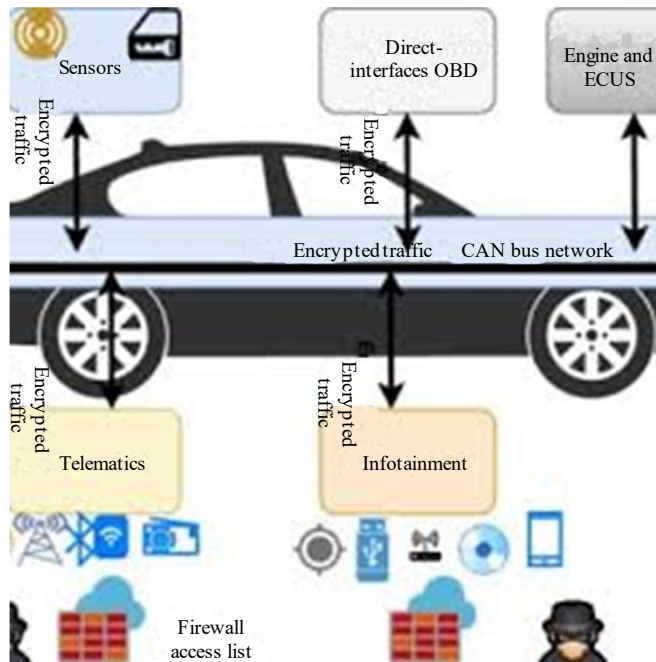 Sensors
Direct-
interfaces OBD
Engine and
ECUS
Encrypted
traffic
Encrypted
traffic
Encrypted traffic
CAN bus network
Encrypted
traffic
Encrypted
traffic
Telematics
Infotainment
Firewall
access list